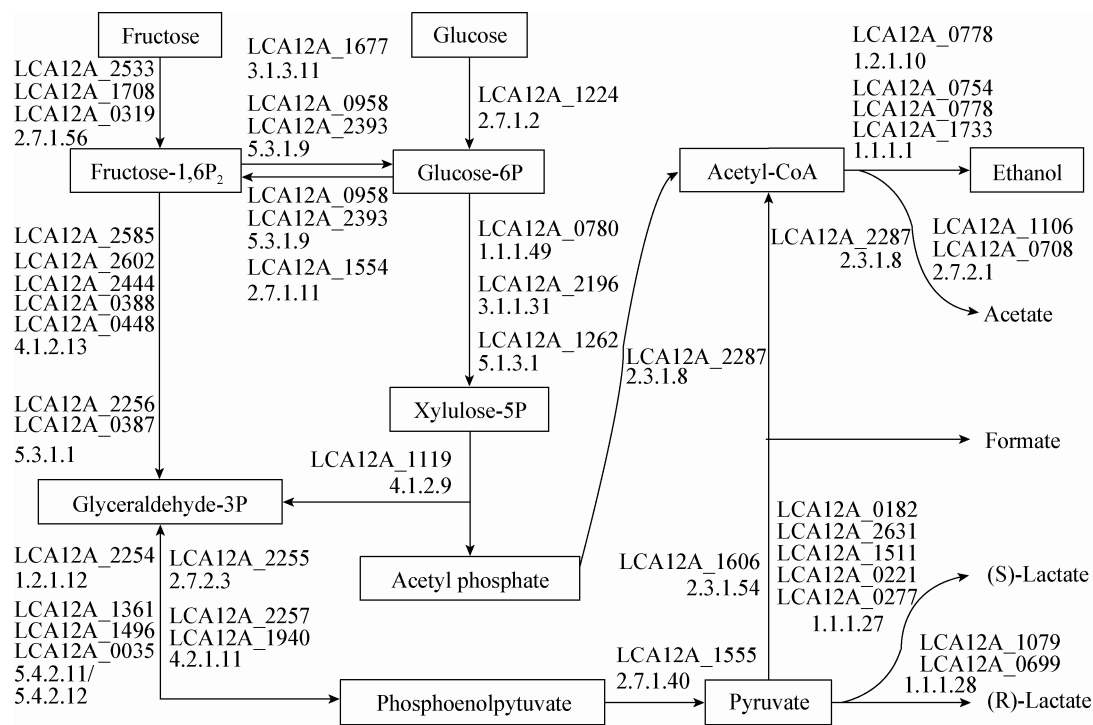 Fructose
Glucose
LCA12A_2533
LCA12A_1708
LCA12A_0319
2.7.1.56
LCA12A_1677
3.1.3.11
LCA12A_0958
LCA12A_2393
5.3.1.9
LCA12A_1224
2.7.1.2
LCA12A_0778
1.2.1.10
LCA12A_0754
LCA12A_0778
LCA12A_1733
1.1.1.1
Fructose-1,6P₂
Glucose-6P
Acetyl-CoA
Ethanol
LCA12A_0958
LCA12A_2393
5.3.1.9
LCA12A_1554
2.7.1.11
LCA12A_2585
LCA12A_2602
LCA12A_2444
LCA12A_0388
LCA12A_0448
4.1.2.13
LCA12A_0780
1.1.1.49
LCA12A_2196
3.1.1.31
LCA12A_1262
5.1.3.1
LCA12A_2287
2.3.1.8
LCA12A_1106
LCA12A_0708
2.7.2.1
Acetate
LCA12A_2287
2.3.1.8
LCA12A_2256
LCA12A_0387
5.3.1.1
Xylulose-5P
Formate
LCA12A_1119
4.1.2.9
Glyceraldehyde-3P
Acetyl phosphate
LCA12A_2254
1.2.1.12
LCA12A_1361
LCA12A_1496
LCA12A_0035
5.4.2.11/
5.4.2.12
LCA12A_2255
2.7.2.3
LCA12A_2257
LCA12A_1940
4.2.1.11
LCA12A_1606
2.3.1.54
LCA12A_0182
LCA12A_2631
LCA12A_1511
LCA12A_0221
LCA12A_0277
1.1.1.27
(S)-Lactate
LCA12A_1079
LCA12A_0699
1.1.1.28
(R)-Lactate
LCA12A_1555
2.7.1.40
Phosphoenolpytuvate
Pyruvate